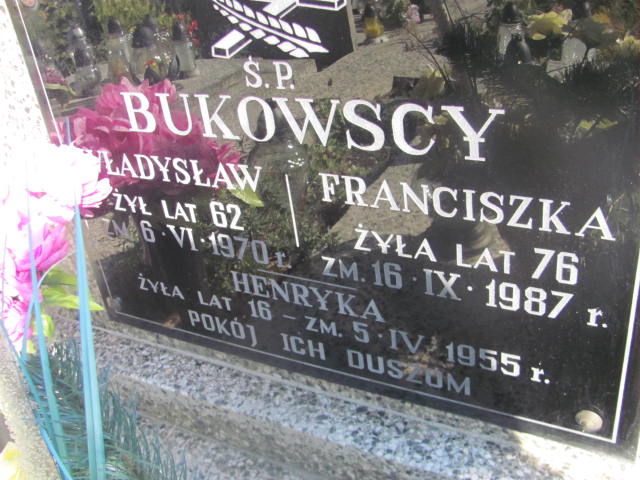 Ś.P.
BUKOWSCY
WŁADYSŁAW
ŻYŁ LAT 62
ZM. 6·VI·1970 r.
FRANCISZKA
ŻYŁA LAT 76
ZM. 16·IX·1987 r.
HENRYKA
ŻYŁA LAT 16 – ZM. 5·IV·1955 r.
POKÓJ ICH DUSZOM